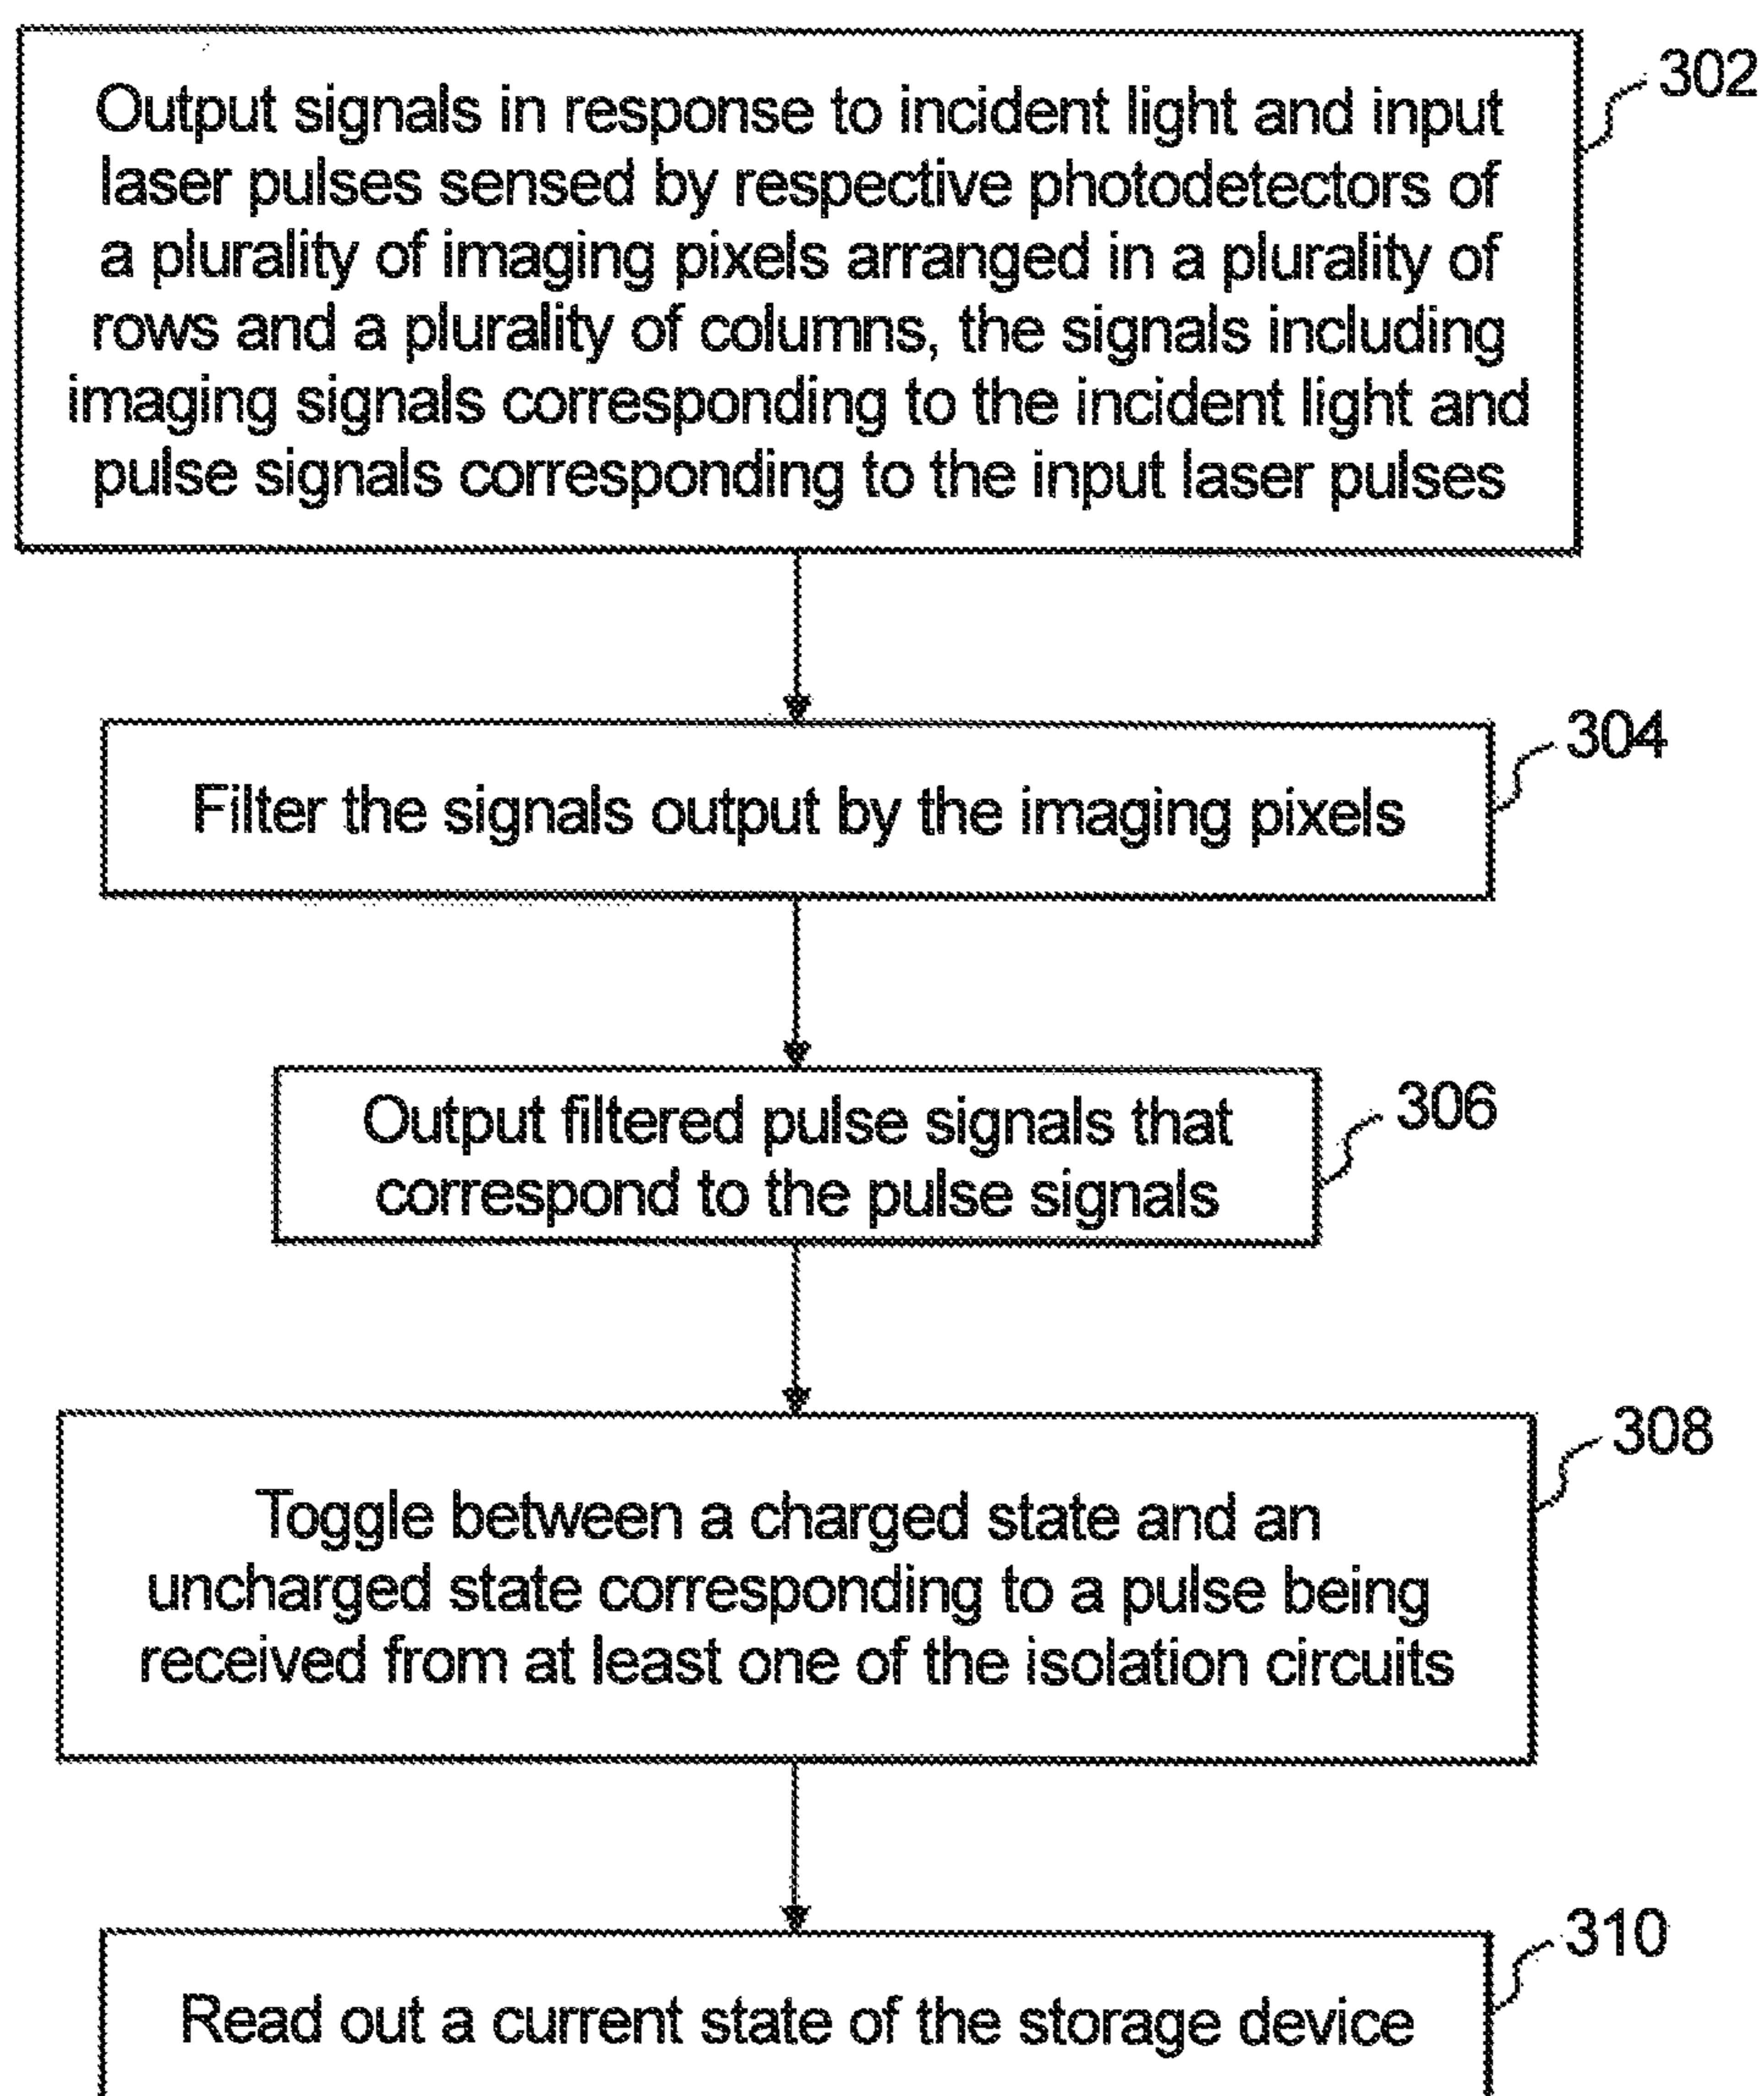 Output signals in response to incident light and input
laser pulses sensed by respective photodetectors of
a plurality of imaging pixels arranged in a plurality of
rows and a plurality of columns, the signals including
imaging signals corresponding to the incident light and
pulse signals corresponding to the input laser pulses
302
Filter the signals output by the imaging pixels
304
Output filtered pulse signals that
correspond to the pulse signals
306
Toggle between a charged state and an
uncharged state corresponding to a pulse being
received from at least one of the isolation circuits
308
Read out a current state of the storage device
310